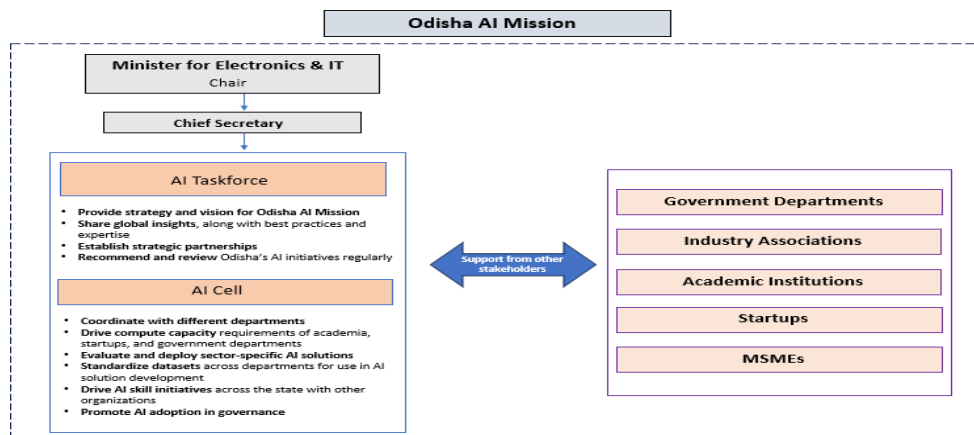 Odisha AI Mission
Minister for Electronics & IT
Chair
Chief Secretary
AI Taskforce
• Provide strategy and vision for Odisha AI Mission
• Share global insights, along with best practices and
expertise
• Establish strategic partnerships
• Recommend and review Odisha's AI initiatives regularly
AI Cell
• Coordinate with different departments
• Drive compute capacity requirements of academia,
startups, and government departments
• Evaluate and deploy sector-specific AI solutions
• Standardize datasets across departments for use in AI
solution development
• Drive AI skill initiatives across the state with other
organizations
• Promote AI adoption in governance
Support from other
stakeholders
Government Departments
Industry Associations
Academic Institutions
Startups
MSMEs